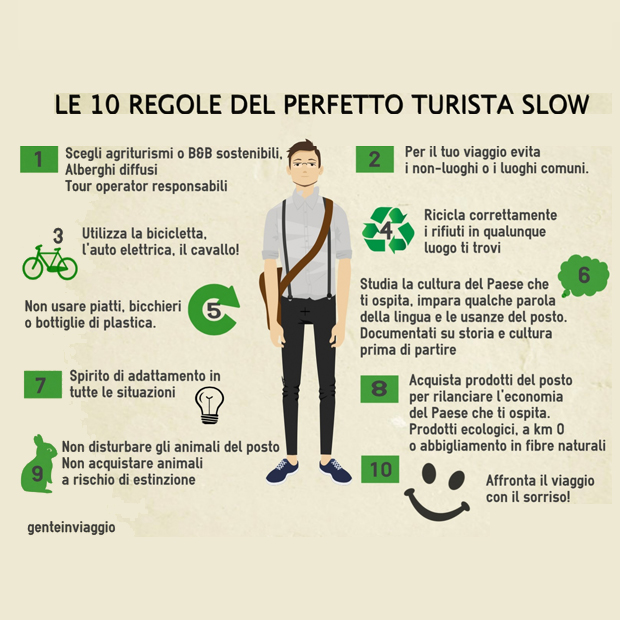 LE 10 REGOLE DEL PERFETTO TURISTA SLOW
1
Scegli agriturismi o B&B sostenibili,
Alberghi diffusi
Tour operator responsabili
2
Per il tuo viaggio evita
i non-luoghi o i luoghi comuni.
3
Utilizza la bicicletta,
l'auto elettrica, il cavallo!
4
Ricicla correttamente
i rifiuti in qualunque
luogo ti trovi
5
Non usare piatti, bicchieri
o bottiglie di plastica.
6
Studia la cultura del Paese che
ti ospita, impara qualche parola
della lingua e le usanze del posto.
Documentati su storia e cultura
prima di partire
7
Spirito di adattamento in
tutte le situazioni
8
Acquista prodotti del posto
per rilanciare l'economia
del Paese che ti ospita.
Prodotti ecologici, a km 0
o abbigliamento in fibre naturali
9
Non disturbare gli animali del posto
Non acquistare animali
a rischio di estinzione
10
Affronta il viaggio
con il sorriso!
genteinviaggio